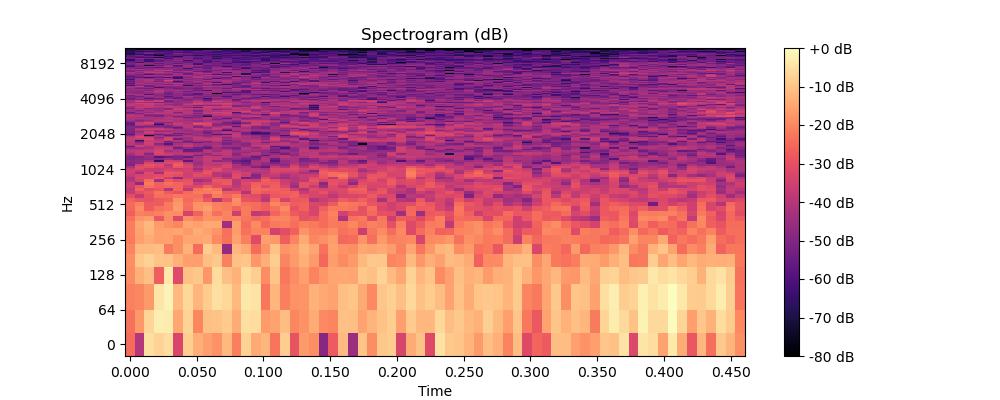 Spectrogram (dB)
Hz
8192
4096
2048
1024
512
256
128
64
0
0.000 0.050 0.100 0.150 0.200 0.250 0.300 0.350 0.400 0.450
Time
+0 dB
-10 dB
-20 dB
-30 dB
-40 dB
-50 dB
-60 dB
-70 dB
-80 dB